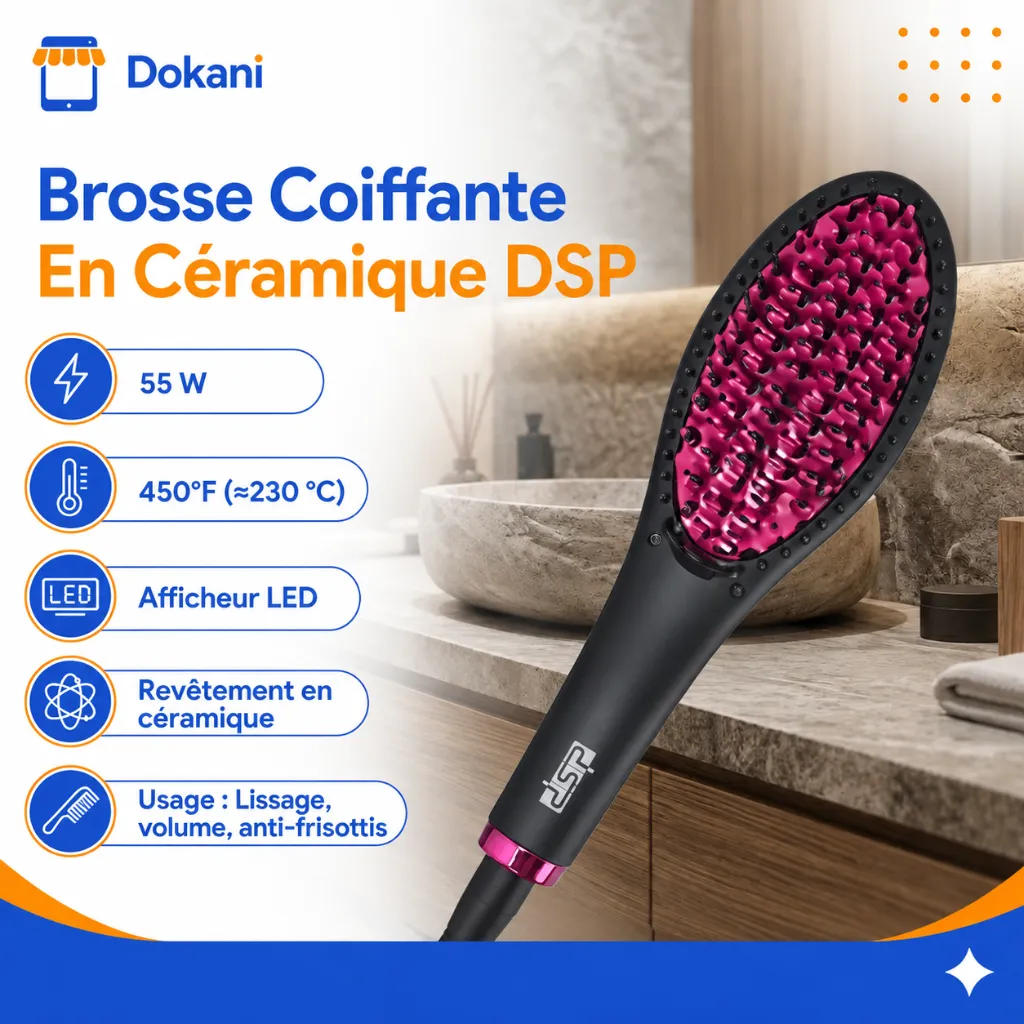 Dokani
Brosse Coiffante
En Céramique DSP
55 W
450°F (≈230 °C)
LED
Afficheur LED
Revêtement en
céramique
Usage : Lissage,
volume, anti-frisottis
dsp